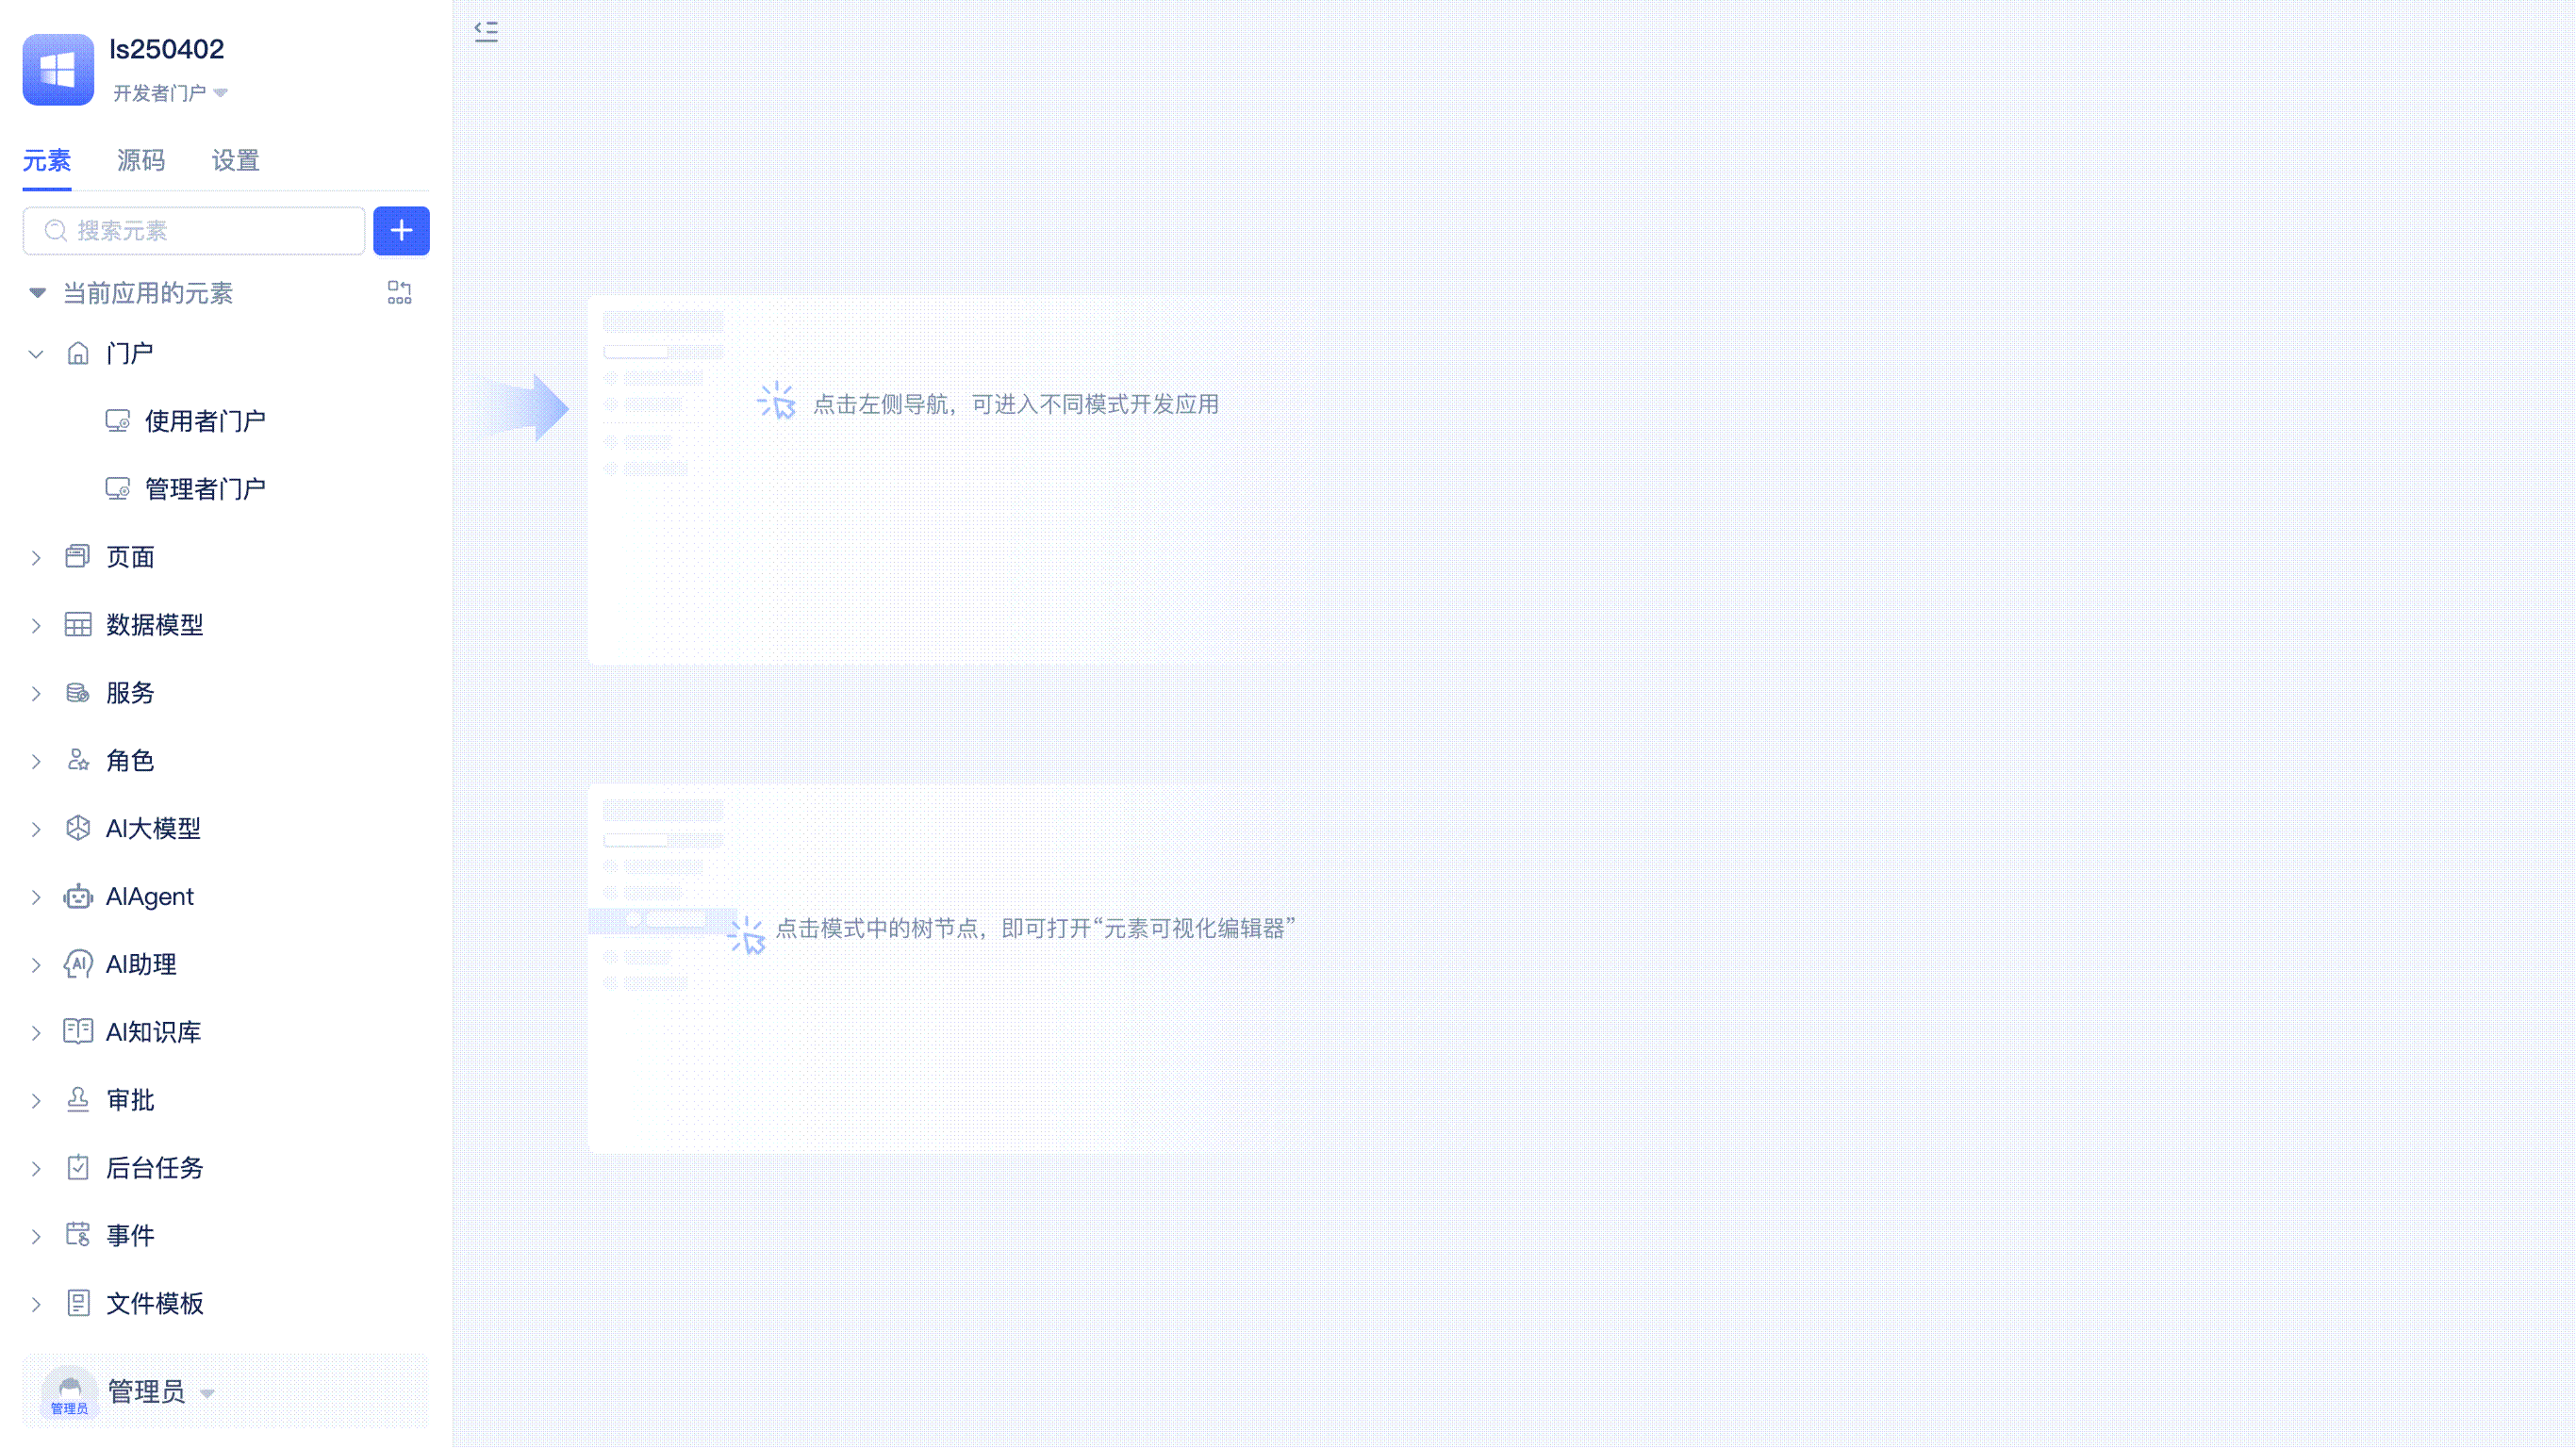 ls250402
开发者门户
元素 源码 设置
搜索元素
当前应用的元素
门户
使用者门户
管理者门户
页面
数据模型
服务
角色
AI大模型
AIAgent
AI助理
AI知识库
审批
后台任务
事件
文件模板
管理员
管理员
点击左侧导航，可进入不同模式开发应用
点击模式中的树节点，即可打开“元素可视化编辑器”